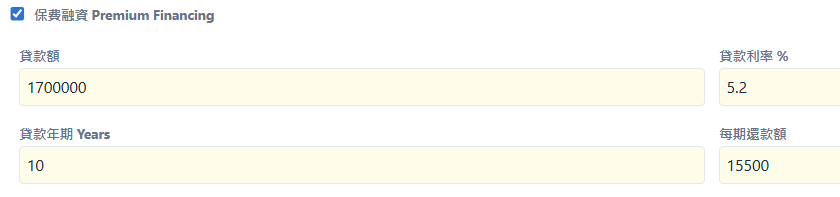 保費融資 Premium Financing
貸款額
貸款利率 %
1700000
5.2
貸款年期 Years
每期還款額
10
15500